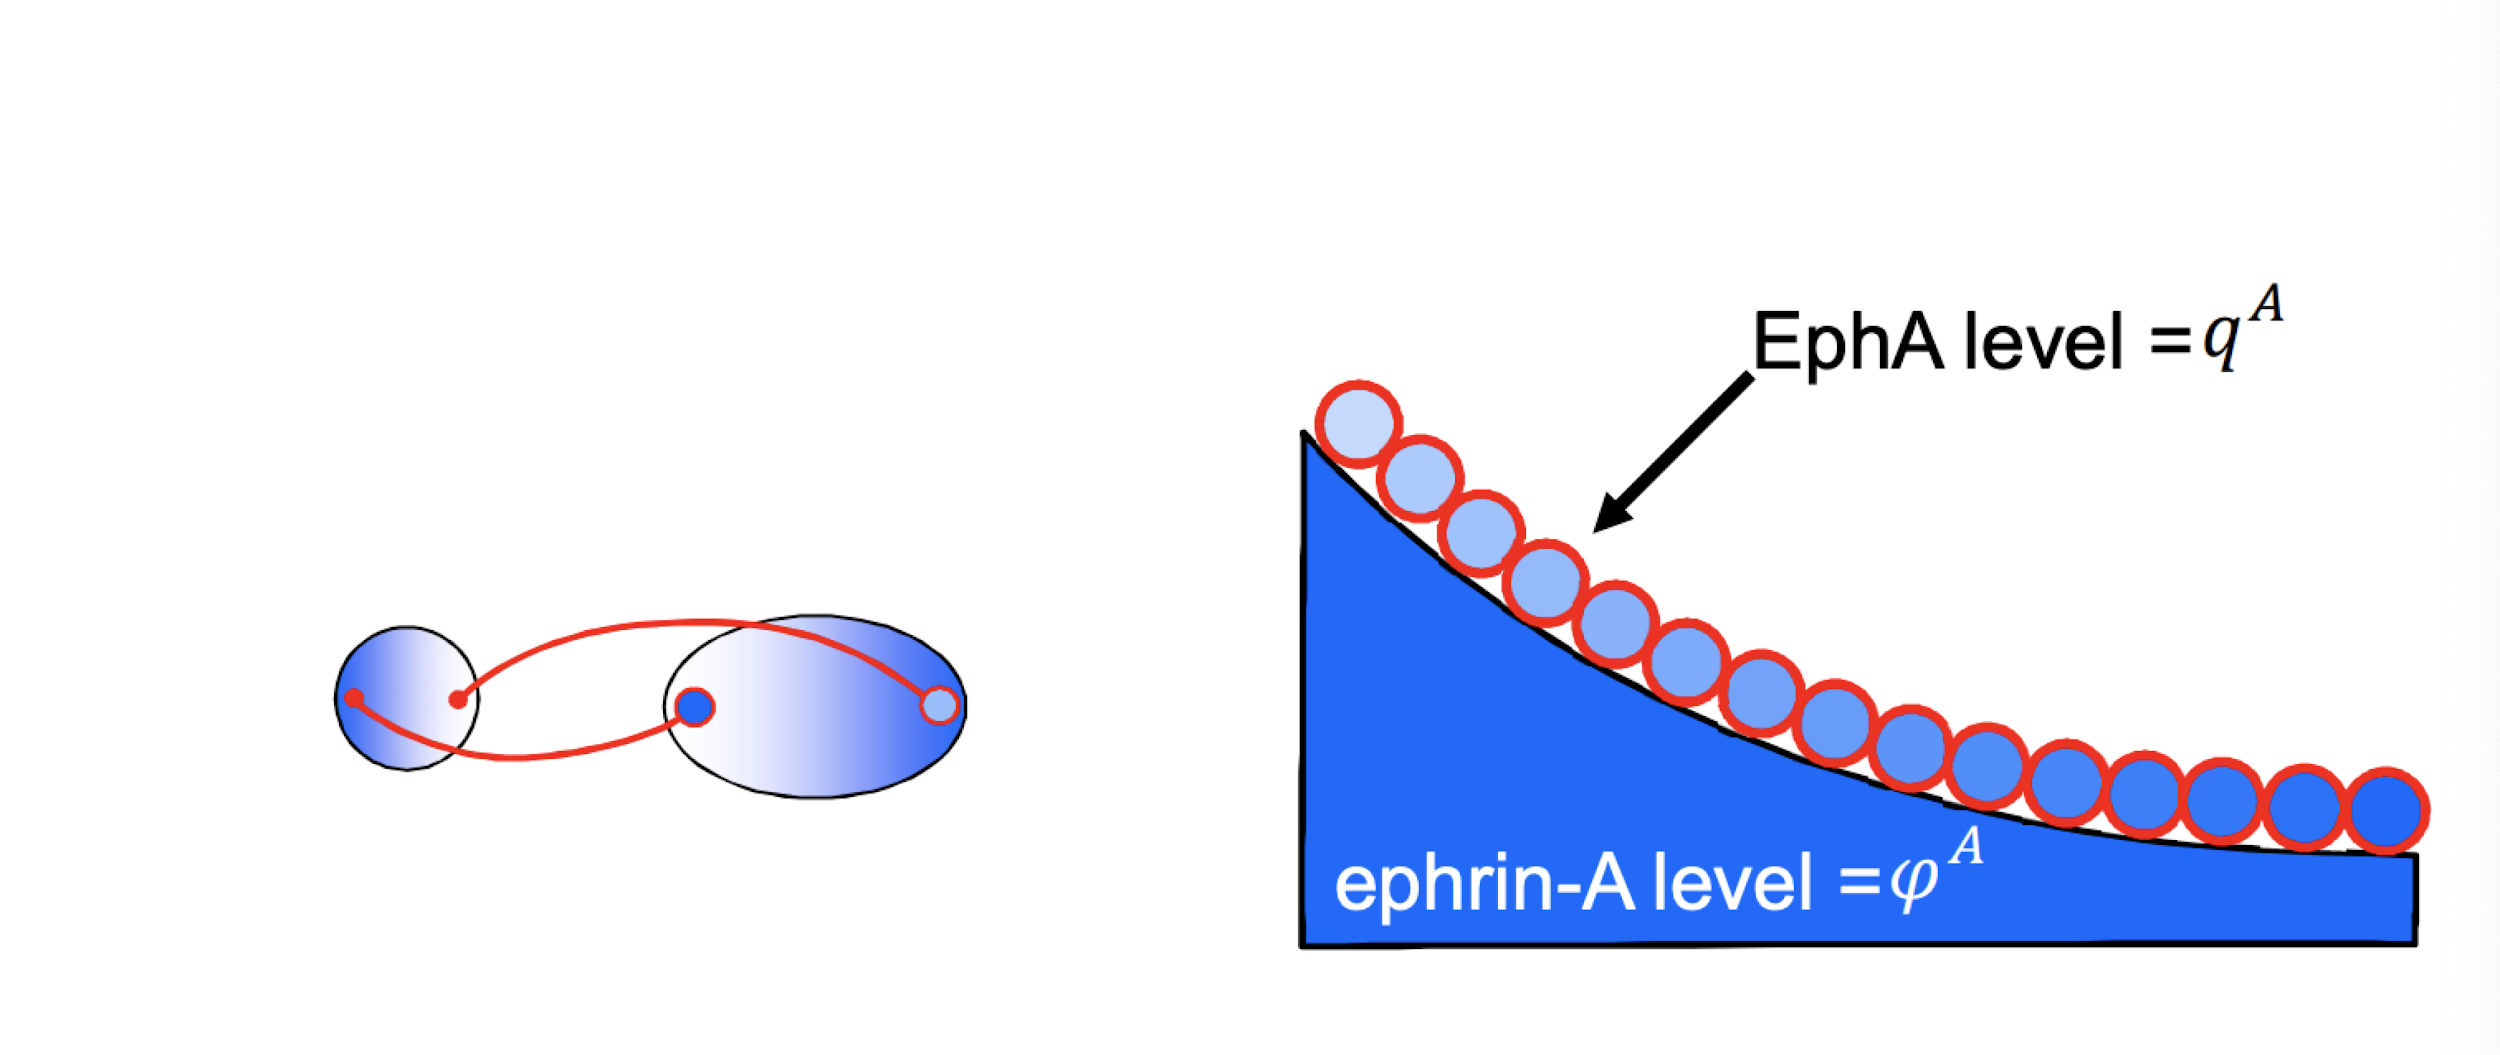 EphA level = q^A
ephrin-A level = φ^A